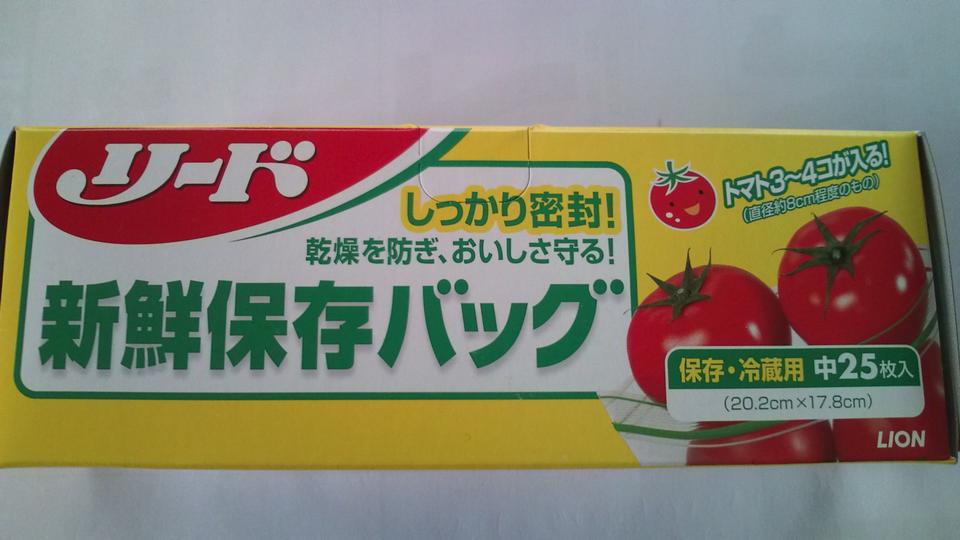 リード
しっかり密封!
乾燥を防ぎ、おいしさ守る!
新鮮保存バッグ
トマト3〜4コが入る!
(直径約8cm程度のもの)
保存・冷蔵用 中25枚入
(20.2cm×17.8cm)
LION